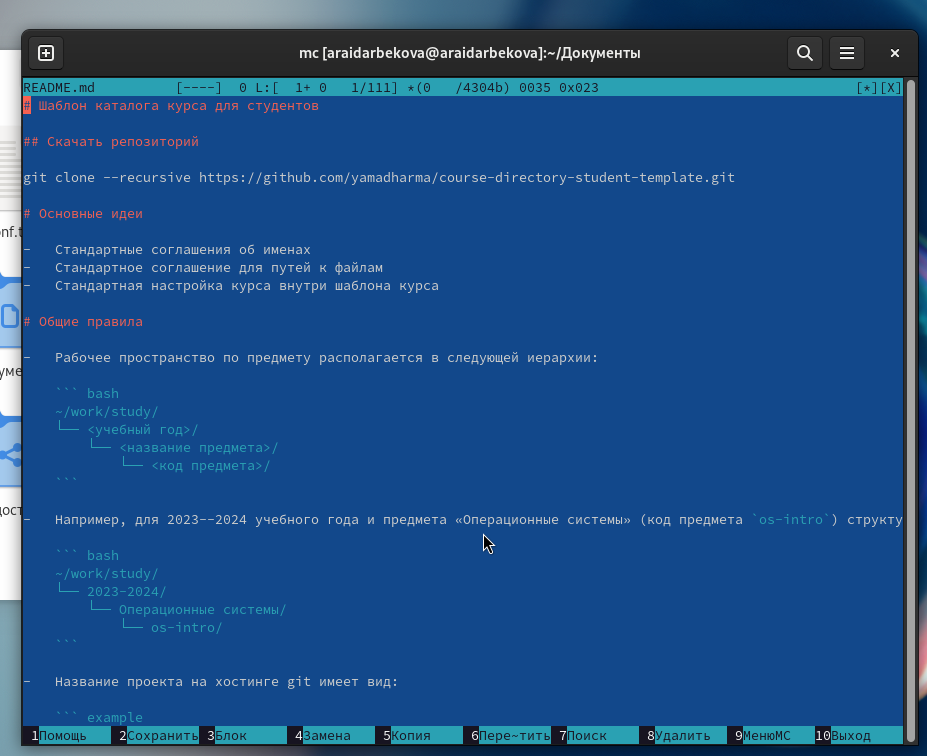 mc [araidarbekova@araidarbekova]:~/Документы
README.md [----] 0 L:[ 1+ 0 1/111] *(0 /4304b) 0035 0x023 [*][X]
# Шаблон каталога курса для студентов
## Скачать репозиторий
git clone --recursive https://github.com/yamadharma/course-directory-student-template.git
# Основные идеи
- Стандартные соглашения об именах
- Стандартное соглашение для путей к файлам
- Стандартная настройка курса внутри шаблона курса
# Общие правила
- Рабочее пространство по предмету располагается в следующей иерархии:
``` bash
~/work/study/
└── <учебный год>/
└── <название предмета>/
└── <код предмета>/
```
- Например, для 2023--2024 учебного года и предмета «Операционные системы» (код предмета `os-intro`) структу
``` bash
~/work/study/
└── 2023-2024/
└── Операционные системы/
└── os-intro/
```
- Название проекта на хостинге git имеет вид:
``` example
1Помощь 2Сохранить 3Блок 4Замена 5Копия 6Пере~тить 7Поиск 8Удалить 9МенюМС 10Выход